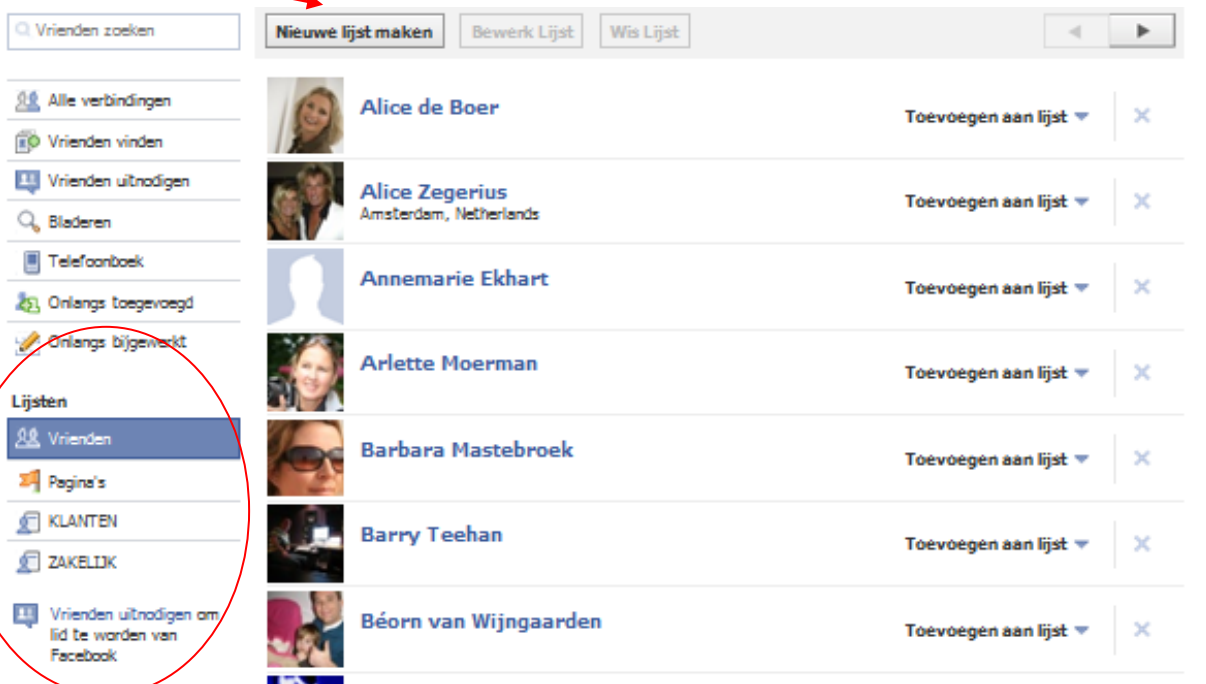 Vrienden zoeken
Nieuwe lijst maken Bewerk Lijst Wis Lijst
Alle verbindingen
Vrienden vinden
Vrienden uitnodigen
Bladeren
Telefoonboek
Onlangs toegevoegd
Onlangs bijgewerkt
Lijsten
Vrienden
Pagina's
KLANTEN
ZAKELIJK
Vrienden uitnodigen om
lid te worden van
Facebook
Alice de Boer
Toevoegen aan lijst
Alice Zegerius
Amsterdam, Netherlands
Toevoegen aan lijst
Annemarie Ekhart
Toevoegen aan lijst
Arlette Moerman
Toevoegen aan lijst
Barbara Mastebroek
Toevoegen aan lijst
Barry Teehan
Toevoegen aan lijst
Béorn van Wijngaarden
Toevoegen aan lijst